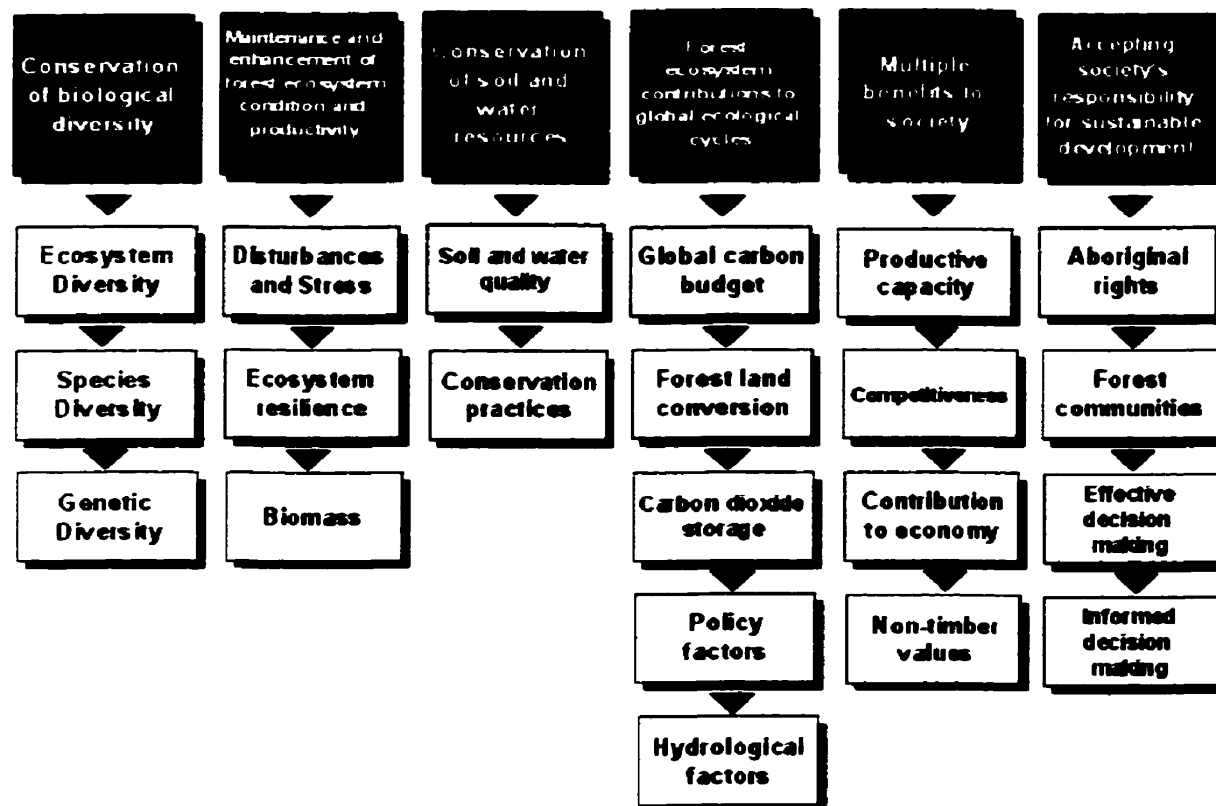 Conservation
of biological
diversity
Ecosystem
Diversity
Species
Diversity
Genetic
Diversity
Maintenance and
enhancement of
forest ecosystem
condition and
productivity
Disturbances
and Stress
Ecosystem
resilience
Biomass
Conservation
of soil and
water
resources
Soil and water
quality
Conservation
practices
Forest
ecosystem
contributions to
global ecological
cycles
Global carbon
budget
Forest land
conversion
Carbon dioxide
storage
Policy
factors
Hydrological
factors
Multiple
benefits to
society
Productive
capacity
Competitiveness
Contribution
to economy
Non-timber
values
Accepting
society's
responsibility
for sustainable
development
Aboriginal
rights
Forest
communities
Effective
decision
making
Informed
decision
making